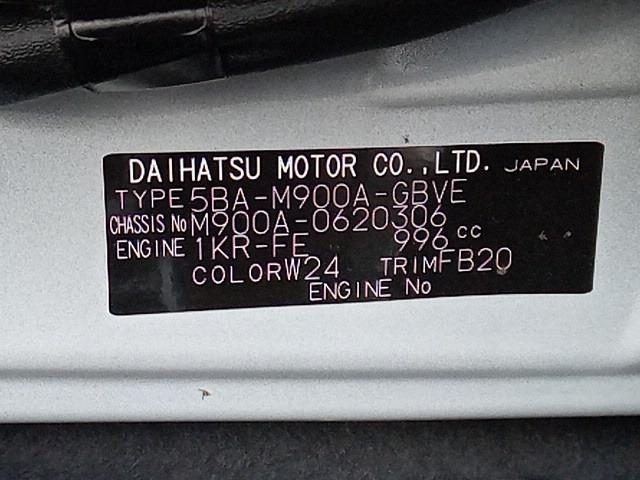 DAIHATSU MOTOR CO.,LTD. JAPAN
TYPE 5BA-M900A-GBVE
CHASSIS No M900A-0620306
ENGINE 1KR-FE 996 cc
COLOR W24 TRIM FB20
ENGINE No